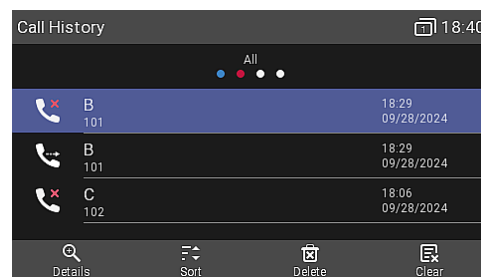 Call History 1 18:40
All
B 18:29
101 09/28/2024
B 18:29
101 09/28/2024
C 18:06
102 09/28/2024
Details Sort Delete Clear